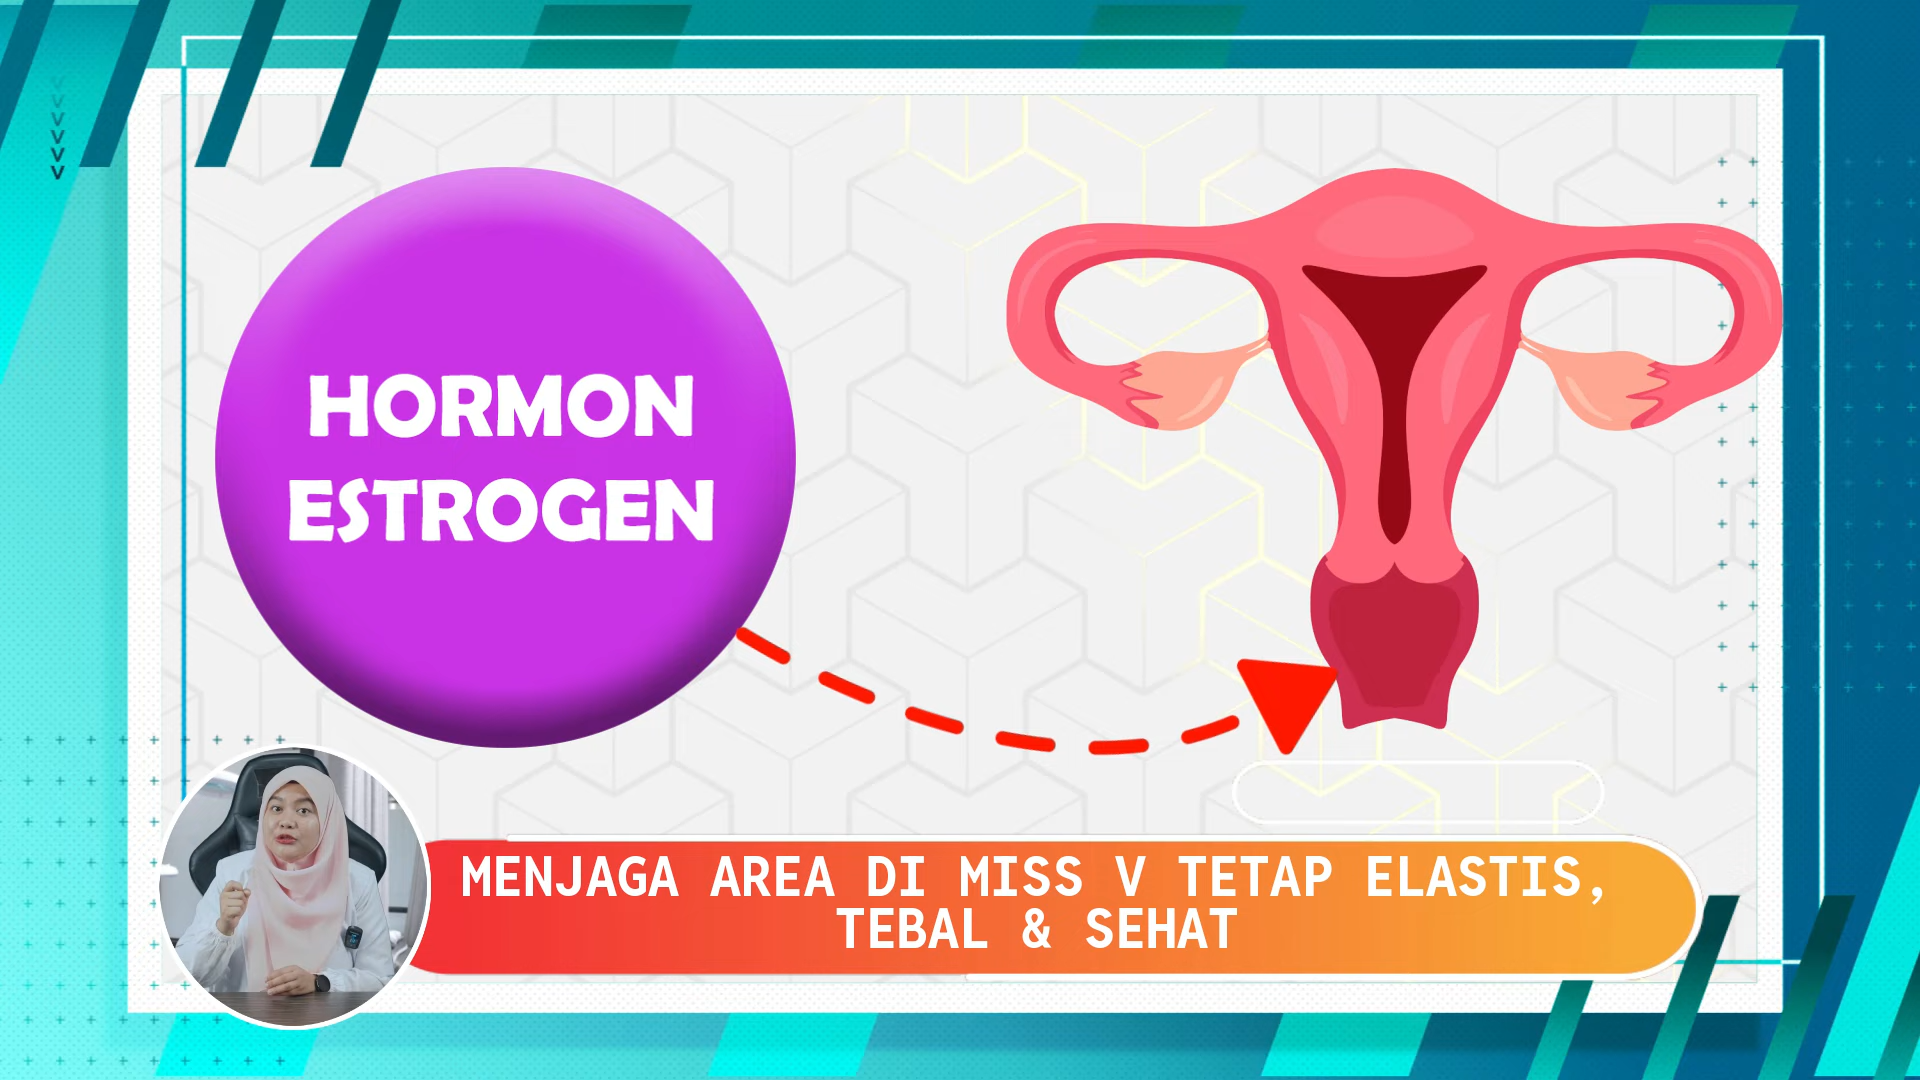 HORMON
ESTROGEN
MENJAGA AREA DI MISS V TETAP ELASTIS,
TEBAL & SEHAT